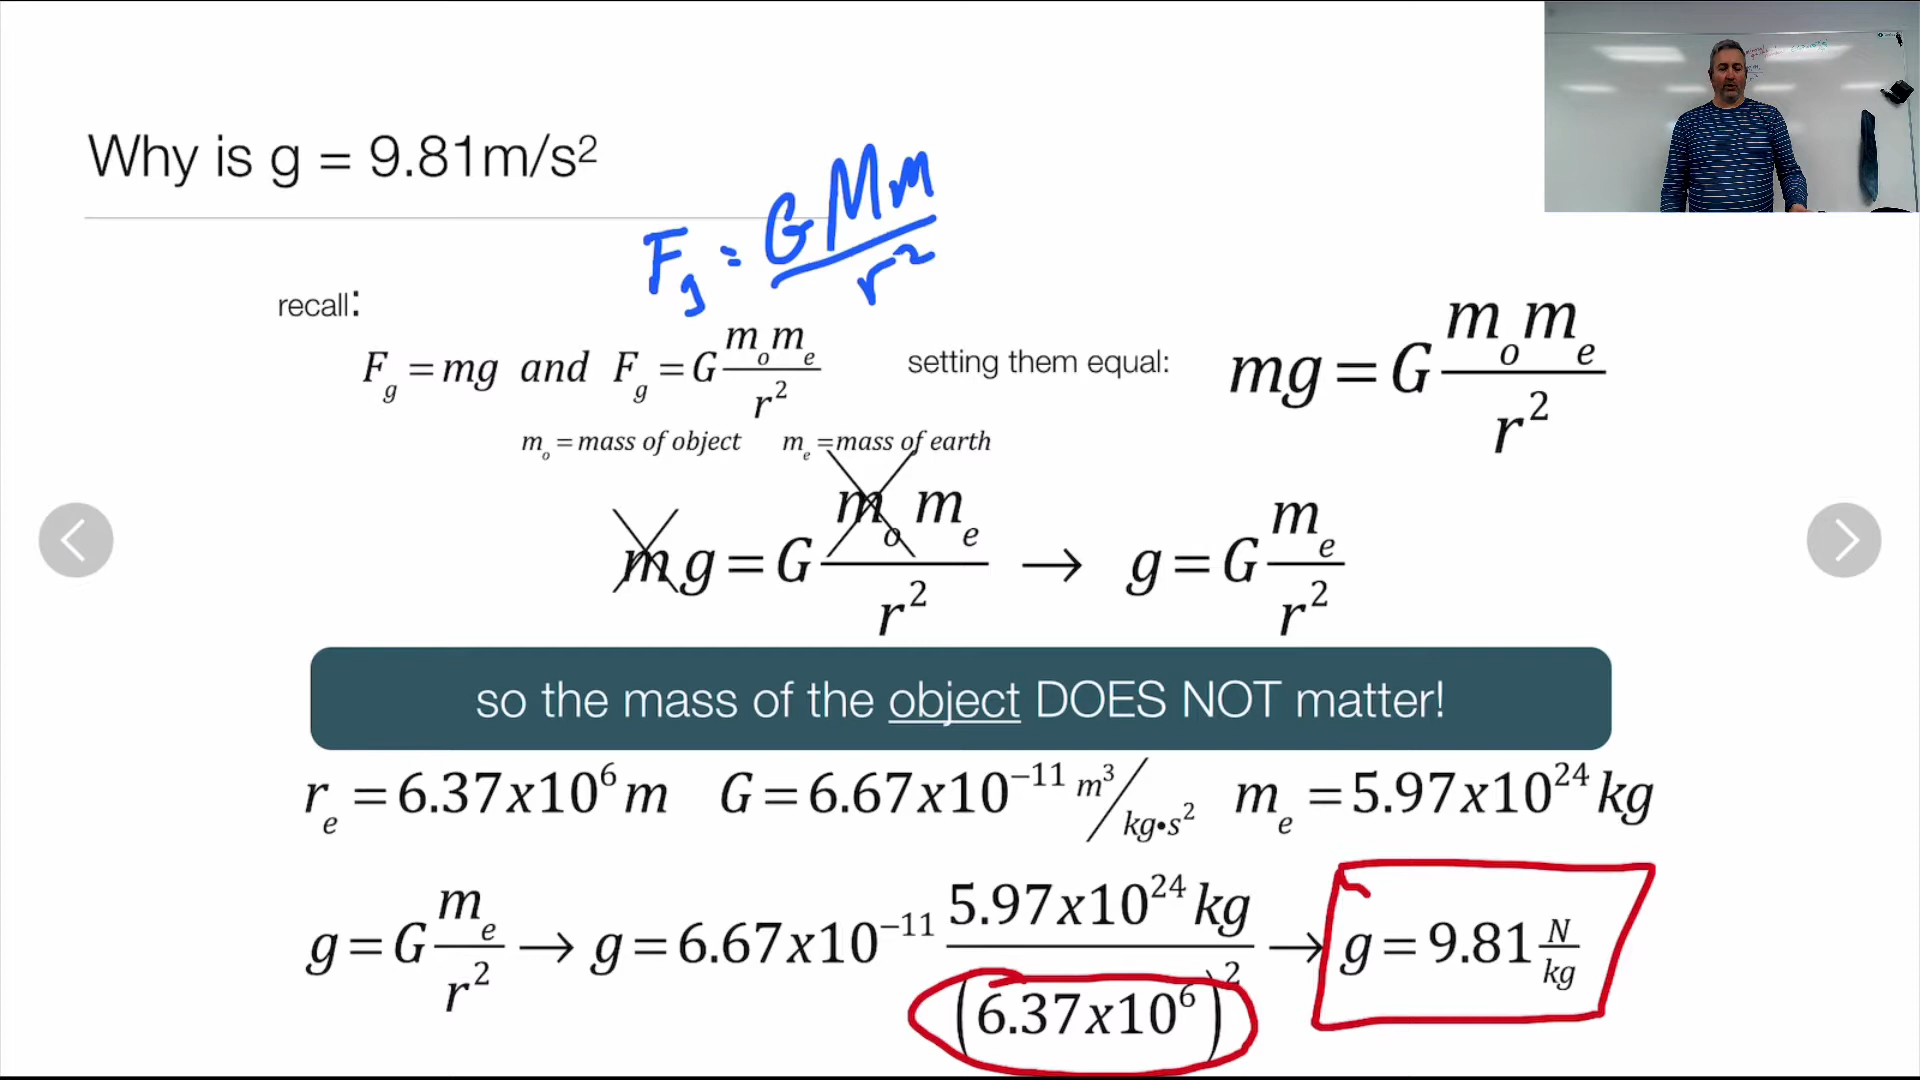 Why is g = 9.81m/s²
F_g = GMm/r²
recall:
F_g = mg and F_g = G m_o m_e / r²
setting them equal:
mg = G m_o m_e / r²
m_o = mass of object m_e = mass of earth
mg = G m_o m_e / r² → g = G m_e / r²
so the mass of the object DOES NOT matter!
r_e = 6.37x10⁶ m G = 6.67x10⁻¹¹ m³/kg•s² m_e = 5.97x10²⁴ kg
g = G m_e / r² → g = 6.67x10⁻¹¹ 5.97x10²⁴ kg / (6.37x10⁶)² → g = 9.81 N/kg